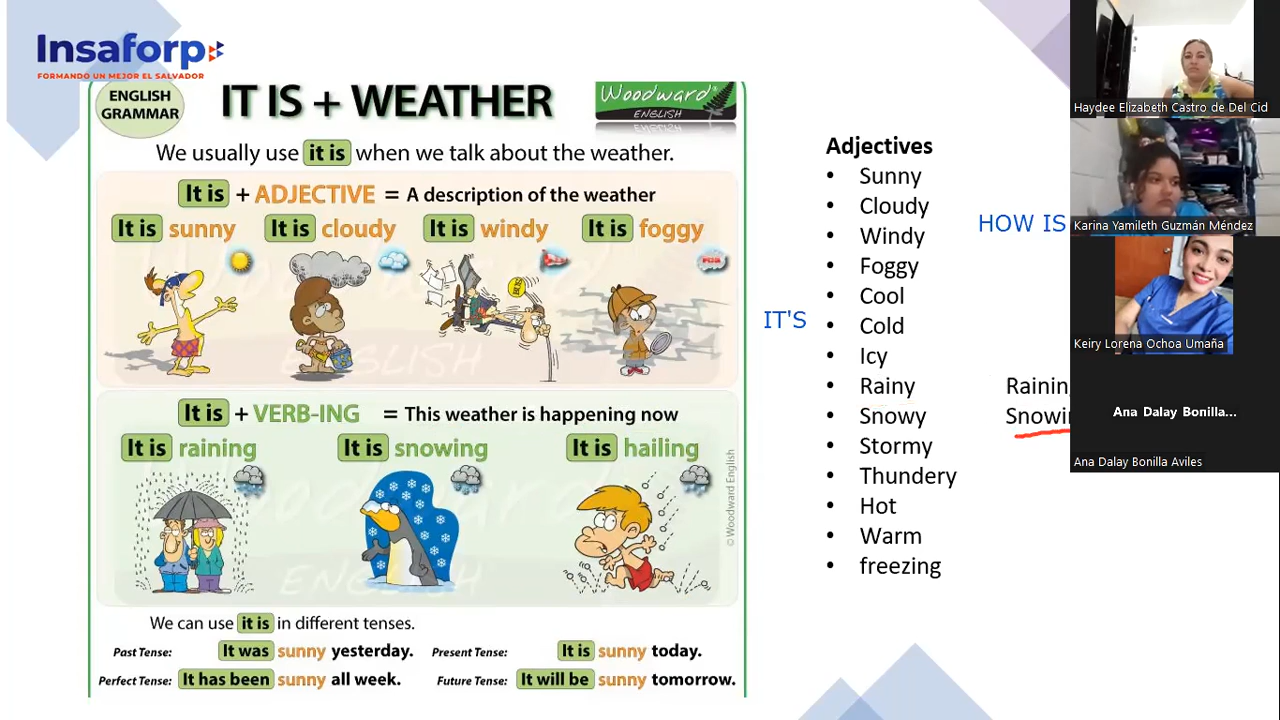 Insaforp
FORMANDO UN MEJOR EL SALVADOR
ENGLISH
GRAMMAR
IT IS + WEATHER
Woodward®
ENGLISH
We usually use it is when we talk about the weather.
It is + ADJECTIVE = A description of the weather
It is sunny
It is cloudy
It is windy
It is foggy
FOG
BUS
It is + VERB-ING = This weather is happening now
It is raining
It is snowing
It is hailing
© Woodward English
ENGLISH
We can use it is in different tenses.
Past Tense: It was sunny yesterday.
Present Tense: It is sunny today.
Perfect Tense: It has been sunny all week.
Future Tense: It will be sunny tomorrow.
IT'S
Adjectives
• Sunny
• Cloudy
• Windy
• Foggy
• Cool
• Cold
• Icy
• Rainy
• Snowy
• Stormy
• Thundery
• Hot
• Warm
• freezing
HOW IS
Rainin
Snowi
Haydee Elizabeth Castro de Del Cid
Karina Yamileth Guzmán Méndez
Keiry Lorena Ochoa Umaña
Ana Dalay Bonilla...
Ana Dalay Bonilla Aviles